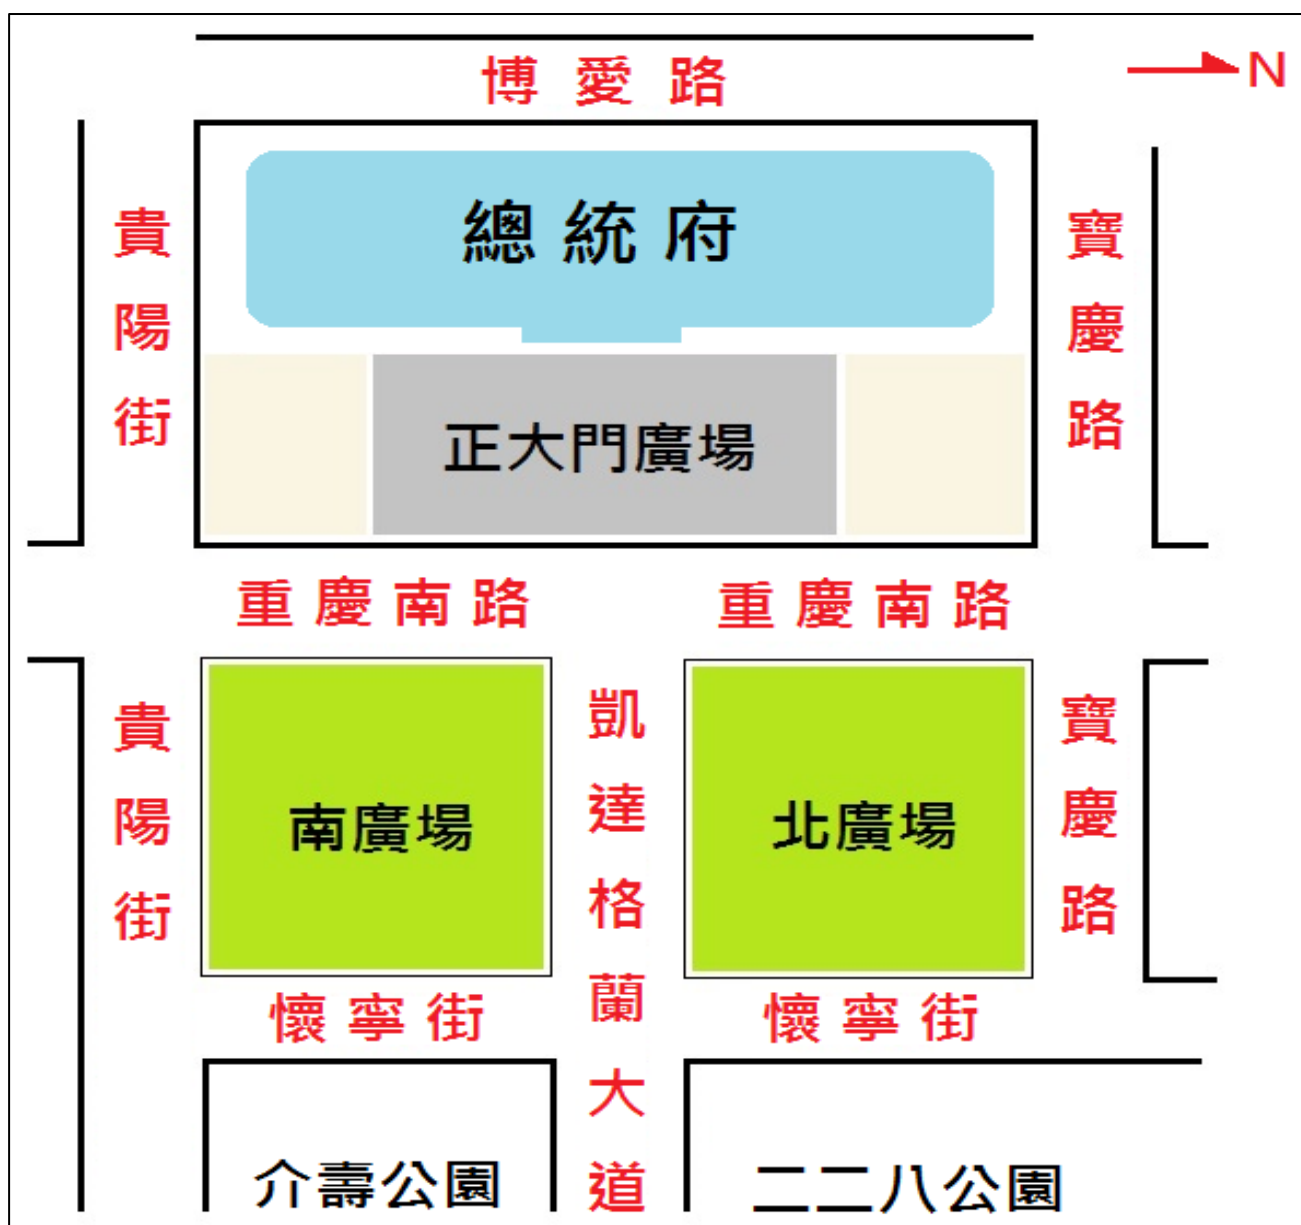 博愛路
N
貴陽街
總統府
寶慶路
正大門廣場
重慶南路
重慶南路
貴陽街
南廣場
凱達格蘭大道
北廣場
寶慶路
懷寧街
懷寧街
介壽公園
二二八公園